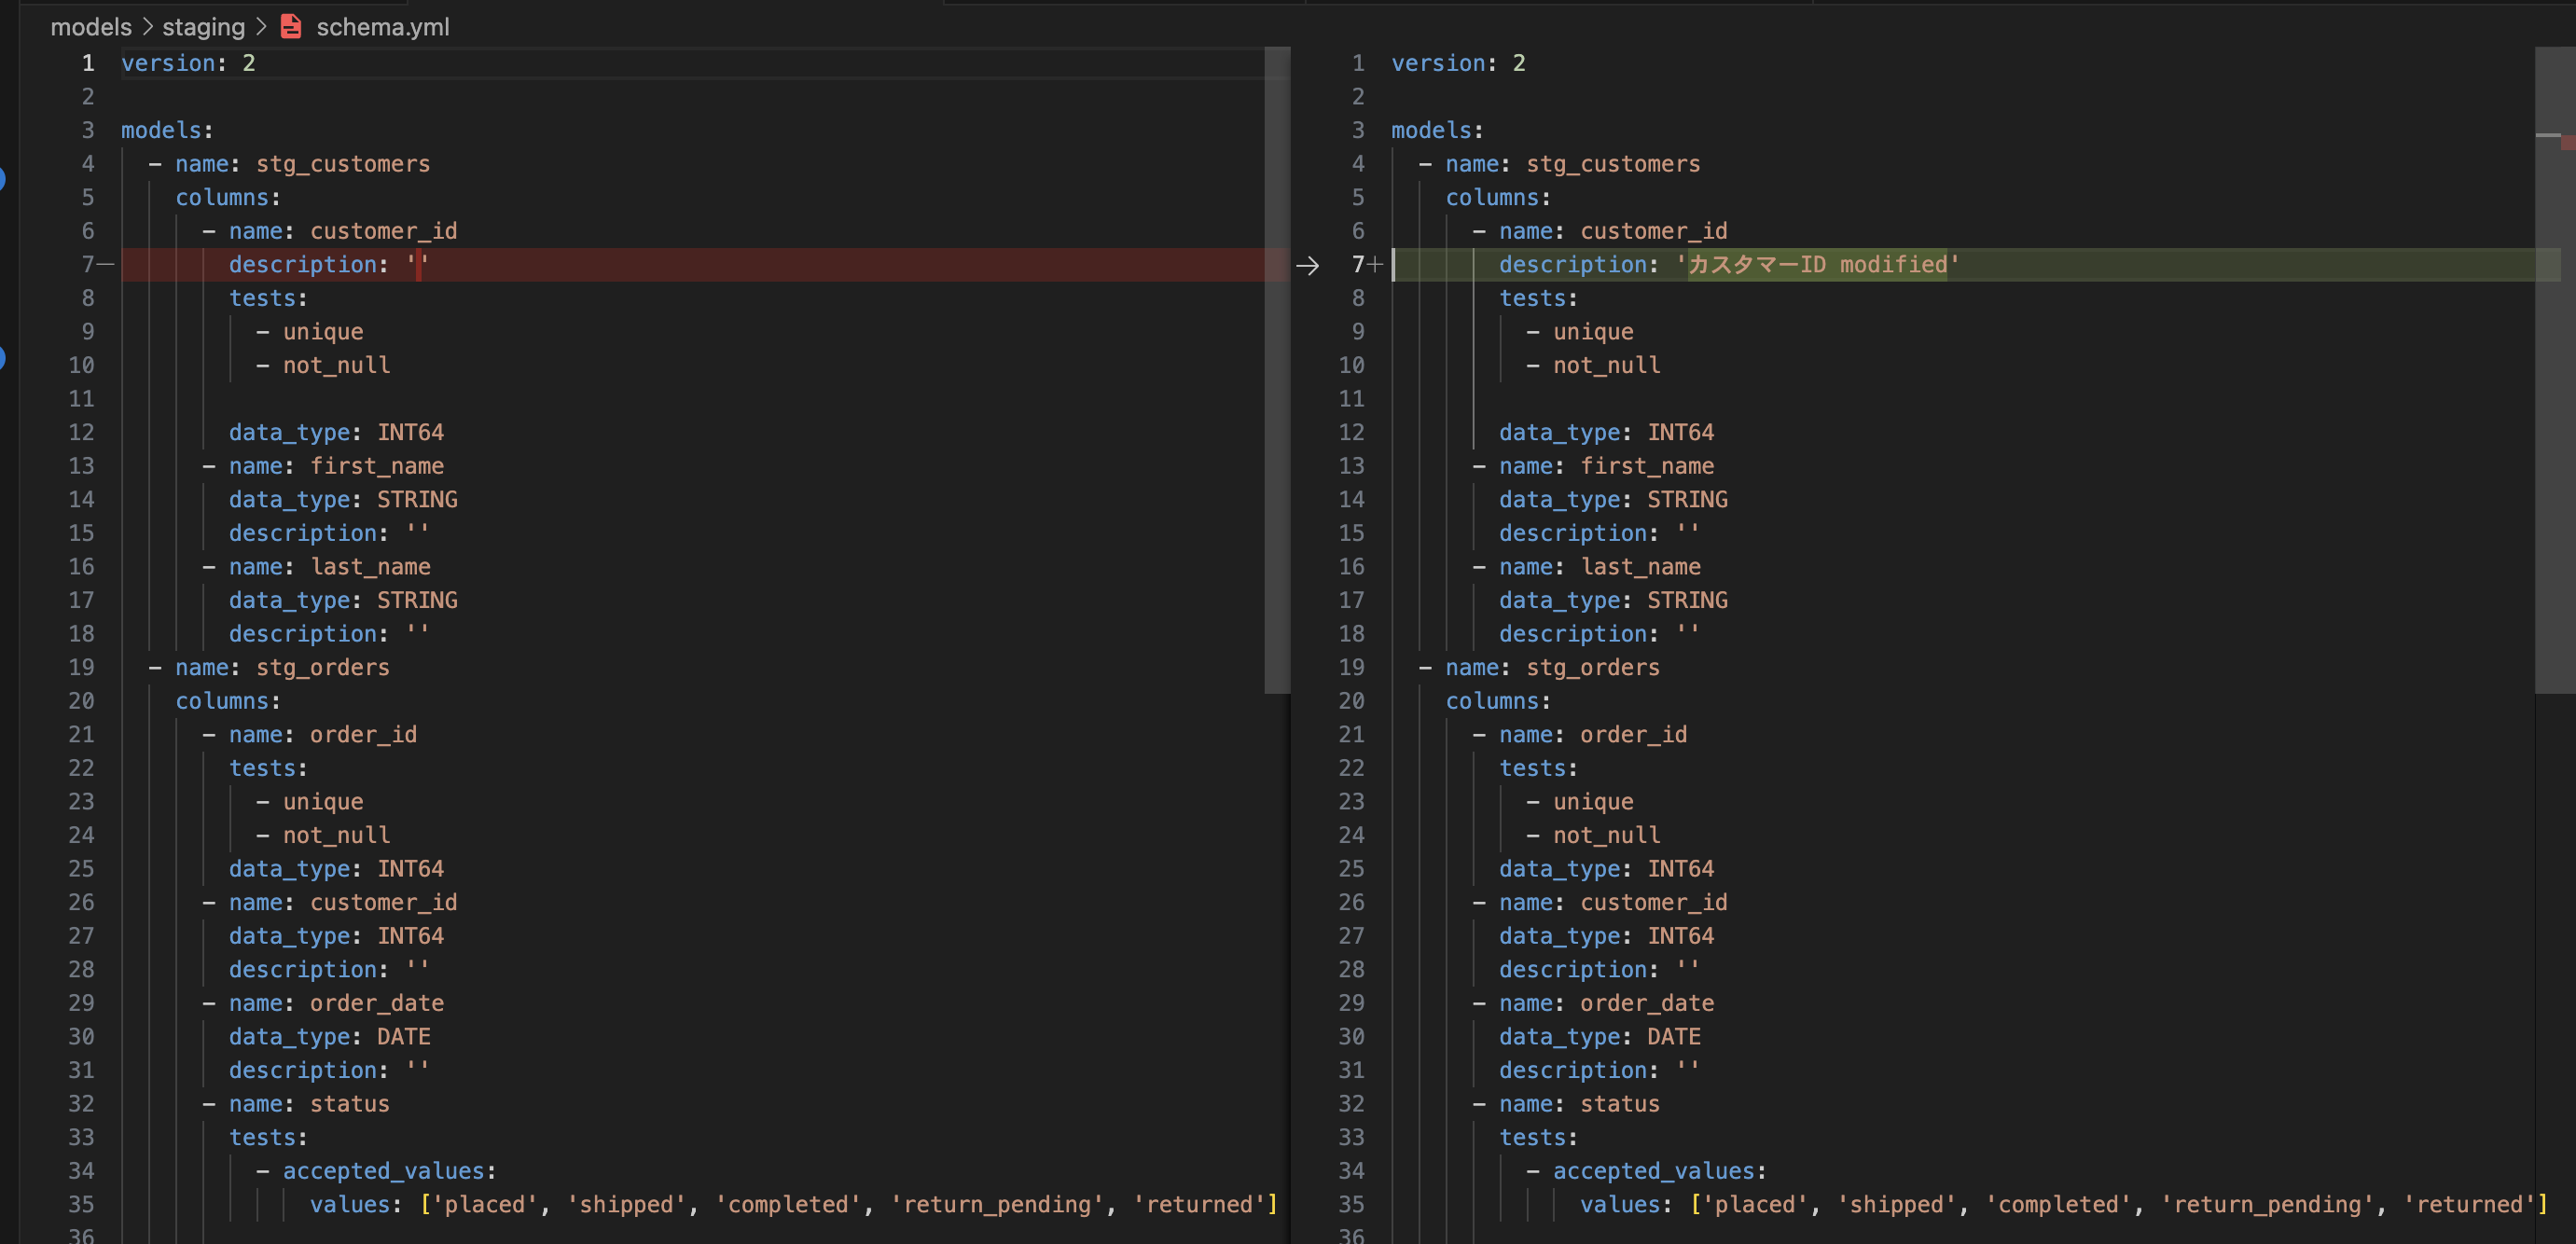 models > staging > schema.yml
1 version: 2
2
3 models:
4 - name: stg_customers
5 columns:
6 - name: customer_id
7— description: ''
8 tests:
9 - unique
10 - not_null
11
12 data_type: INT64
13 - name: first_name
14 data_type: STRING
15 description: ''
16 - name: last_name
17 data_type: STRING
18 description: ''
19 - name: stg_orders
20 columns:
21 - name: order_id
22 tests:
23 - unique
24 - not_null
25 data_type: INT64
26 - name: customer_id
27 data_type: INT64
28 description: ''
29 - name: order_date
30 data_type: DATE
31 description: ''
32 - name: status
33 tests:
34 - accepted_values:
35 values: ['placed', 'shipped', 'completed', 'return_pending', 'returned']
36
1 version: 2
2
3 models:
4 - name: stg_customers
5 columns:
6 - name: customer_id
→ 7+ description: 'カスタマーID modified'
8 tests:
9 - unique
10 - not_null
11
12 data_type: INT64
13 - name: first_name
14 data_type: STRING
15 description: ''
16 - name: last_name
17 data_type: STRING
18 description: ''
19 - name: stg_orders
20 columns:
21 - name: order_id
22 tests:
23 - unique
24 - not_null
25 data_type: INT64
26 - name: customer_id
27 data_type: INT64
28 description: ''
29 - name: order_date
30 data_type: DATE
31 description: ''
32 - name: status
33 tests:
34 - accepted_values:
35 values: ['placed', 'shipped', 'completed', 'return_pending', 'returned']
36